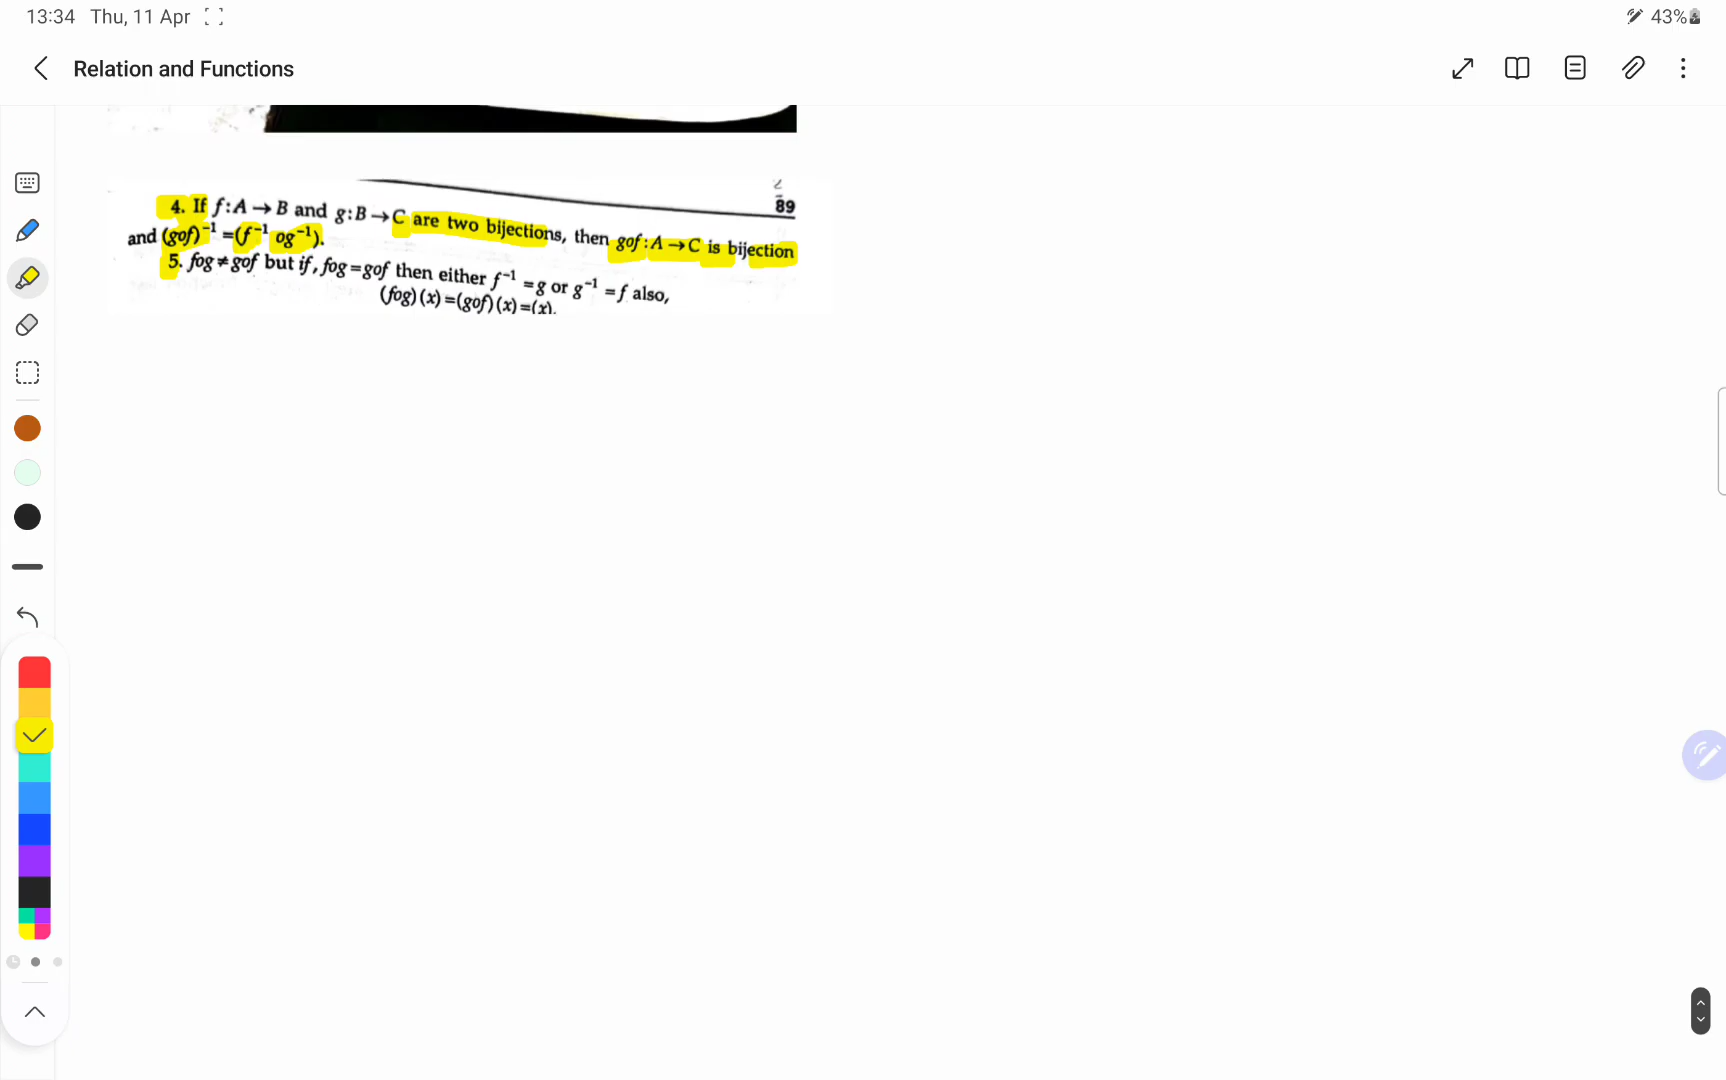 13:34 Thu, 11 Apr
43%
Relation and Functions
89
4. If f : A → B and g : B → C are two bijections, then gof : A → C is bijection
and (gof)⁻¹ = (f⁻¹ og⁻¹).
5. fog ≠ gof but if, fog = gof then either f⁻¹ = g or g⁻¹ = f also,
(fog) (x) = (gof) (x) = (x).